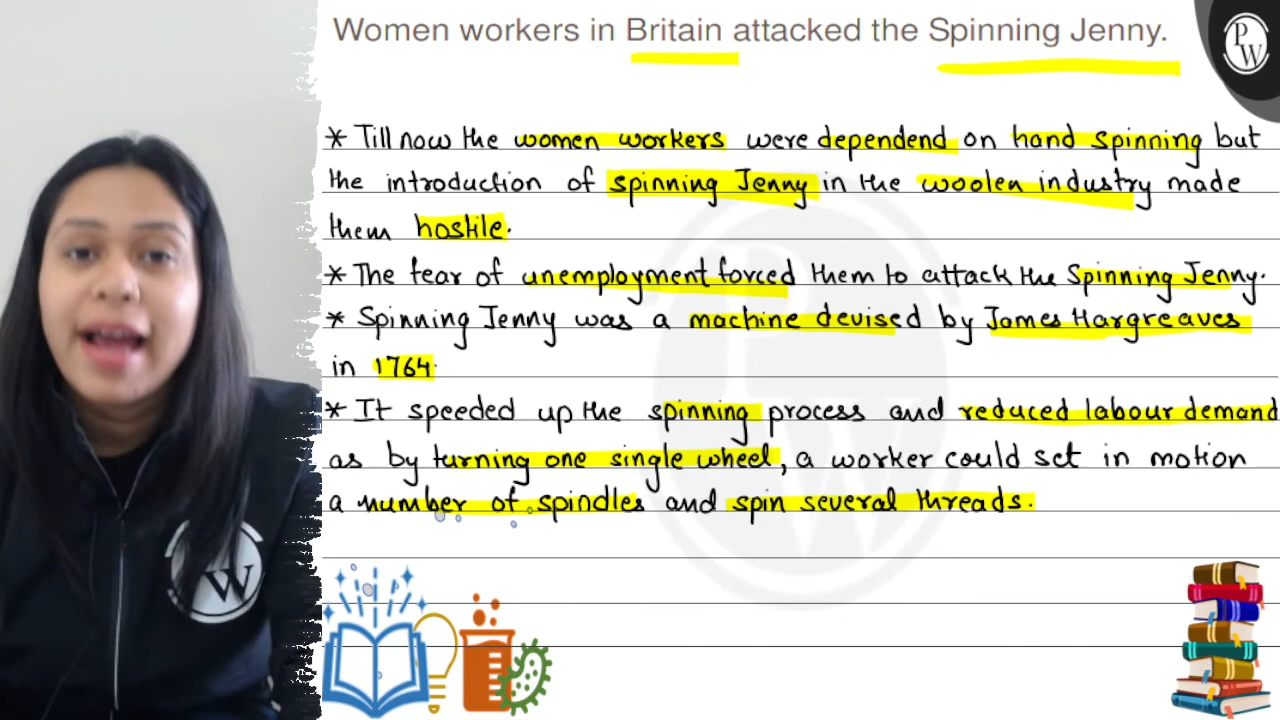 Women workers in Britain attacked the Spinning Jenny.
PW
* Till now the women workers were dependend on hand spinning but
the introduction of spinning Jenny in the woolen industry made
them hostile.
* The fear of unemployment forced them to attack the Spinning Jenny.
* Spinning Jenny was a machine devised by James Hargreaves
in 1764.
* It speeded up the spinning process and reduced labour demand
as by turning one single wheel, a worker could set in motion
a number of spindles and spin several threads.
PW
W